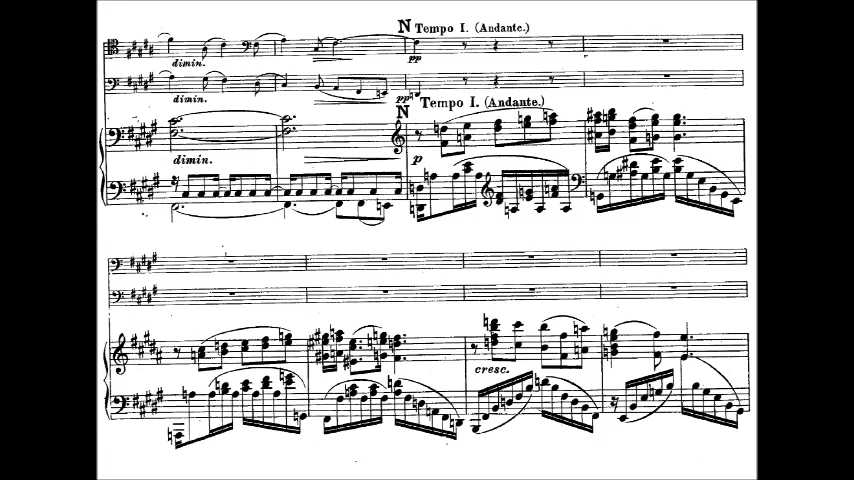 N Tempo I. (Andante.)
dimin. pp
dimin. pp
N Tempo I. (Andante.)
dimin. p
cresc.